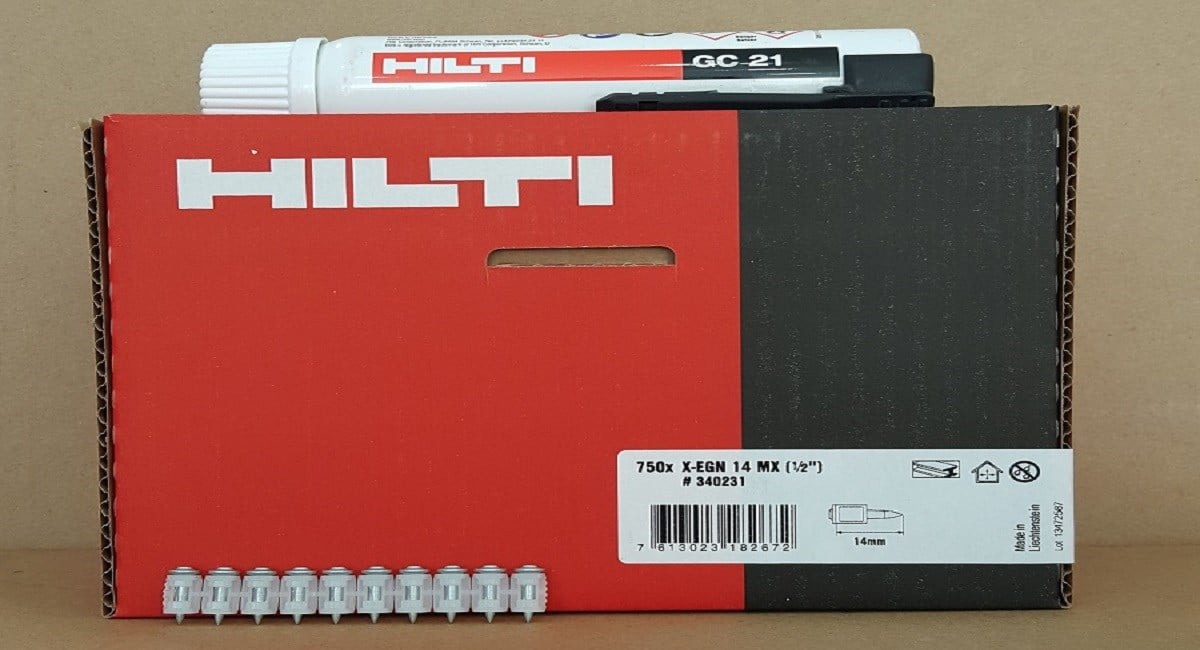 HILTI GC 21
HILTI
750x X-EGN 14 MX (½")
# 340231
7 613023 182672
14mm
Made in
Liechtenstein
Lot: 13472567